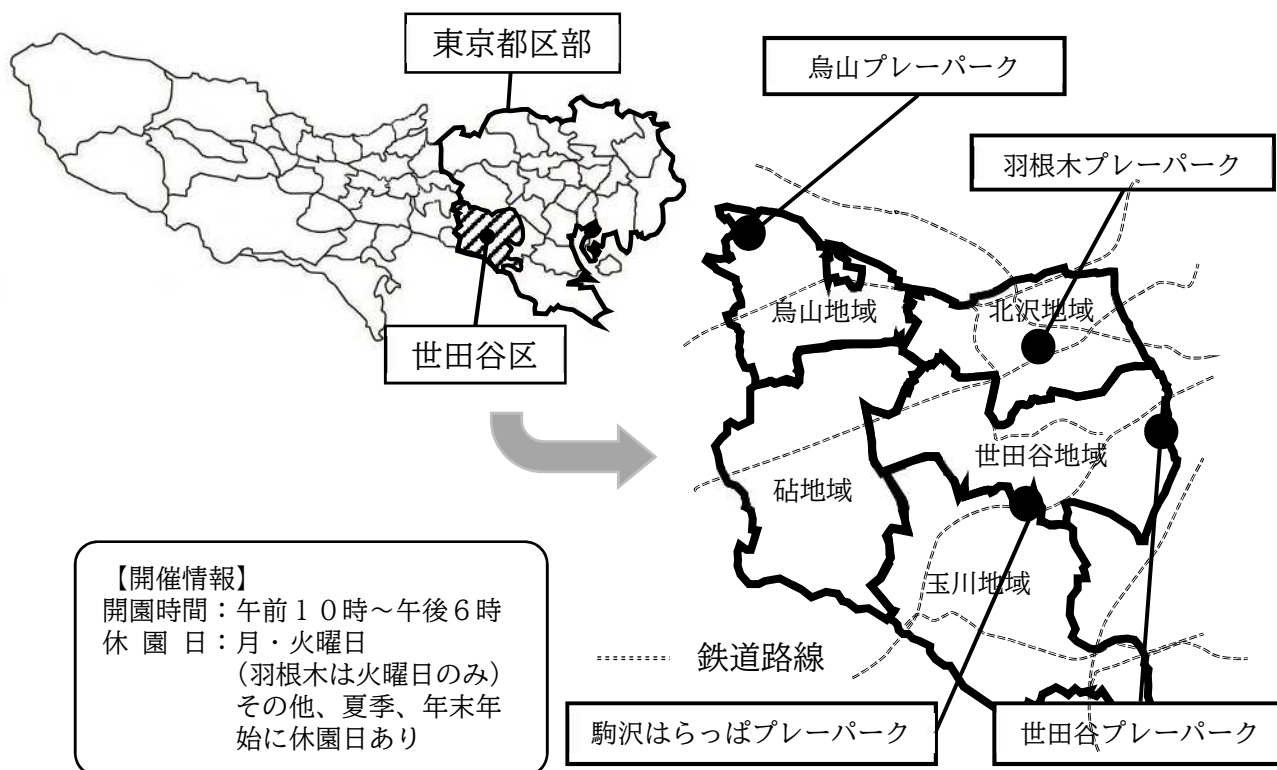 東京都区部
烏山プレーパーク
羽根木プレーパーク
烏山地域
北沢地域
世田谷区
世田谷地域
砧地域
玉川地域
【開催情報】
開園時間：午前１０時～午後６時
休 園 日：月・火曜日
（羽根木は火曜日のみ）
その他、夏季、年末年
始に休園日あり
鉄道路線
駒沢はらっぱプレーパーク
世田谷プレーパーク